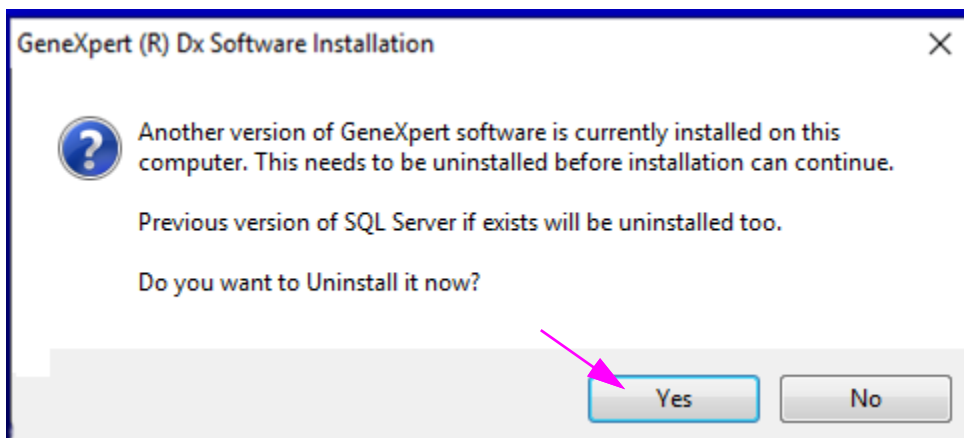 GeneXpert (R) Dx Software Installation
Another version of GeneXpert software is currently installed on this
computer. This needs to be uninstalled before installation can continue.
Previous version of SQL Server if exists will be uninstalled too.
Do you want to Uninstall it now?
Yes
No